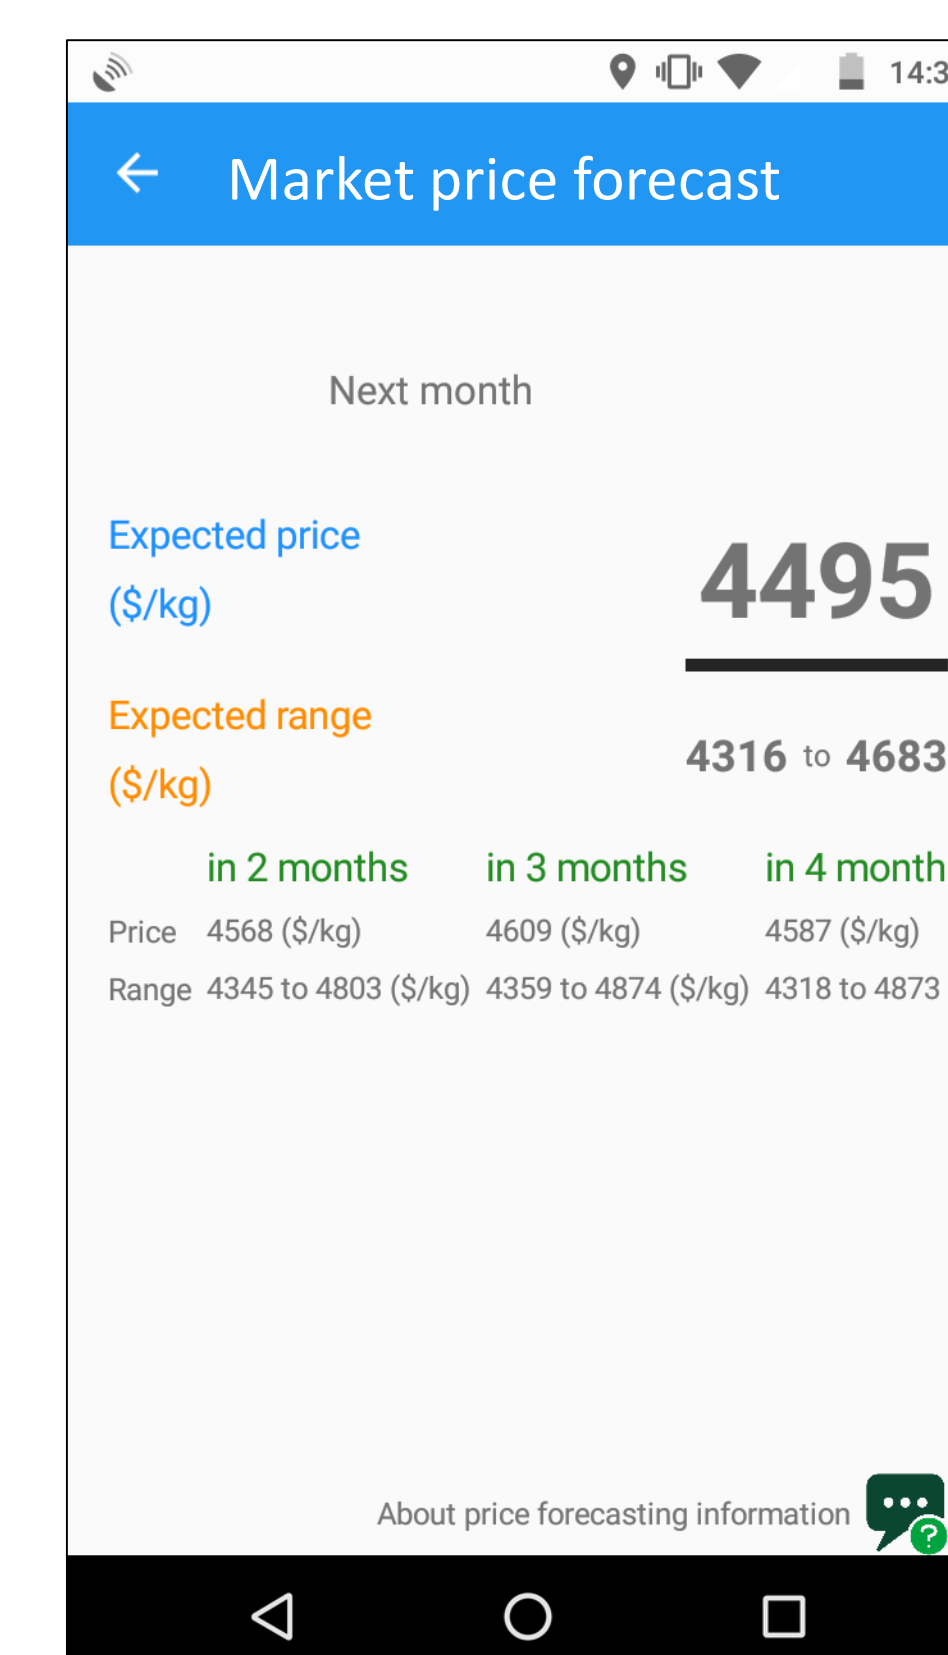 14:3
Market price forecast
Next month
Expected price
($/kg)
4495
Expected range
($/kg)
4316 to 4683
in 2 months in 3 months in 4 month
Price 4568 ($/kg) 4609 ($/kg) 4587 ($/kg)
Range 4345 to 4803 ($/kg) 4359 to 4874 ($/kg) 4318 to 4873
About price forecasting information
?